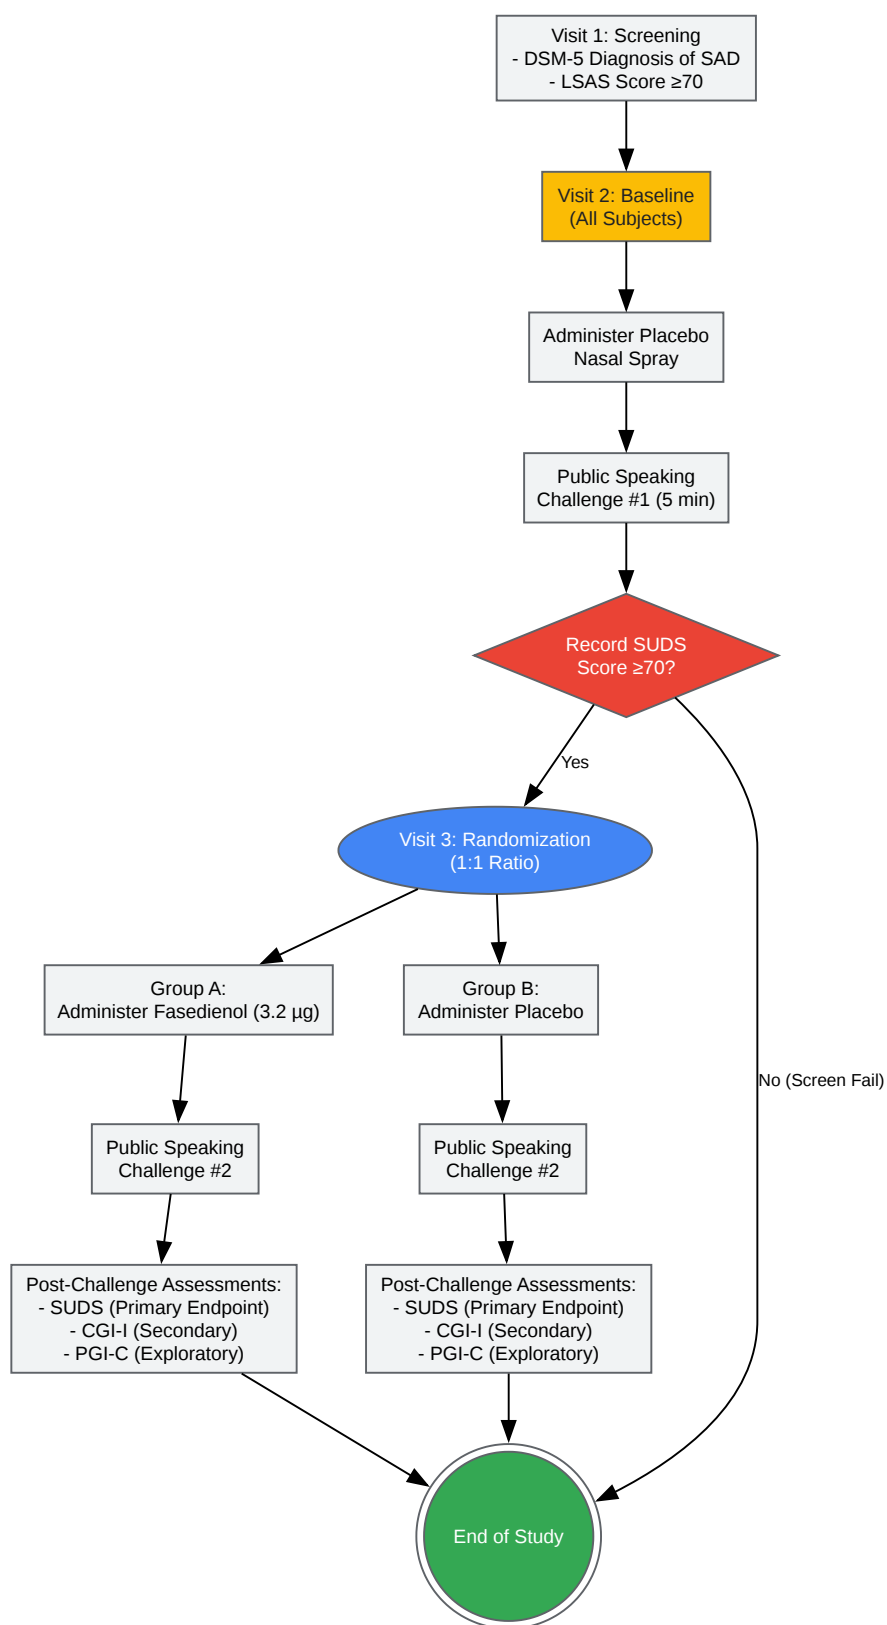 Visit 1: Screening
- DSM-5 Diagnosis of SAD
- LSAS Score ≥70
Visit 2: Baseline
(All Subjects)
Administer Placebo
Nasal Spray
Public Speaking
Challenge #1 (5 min)
Record SUDS
Score ≥70?
Yes
Visit 3: Randomization
(1:1 Ratio)
Group A:
Administer Fasedienol (3.2 µg)
Group B:
Administer Placebo
No (Screen Fail)
Public Speaking
Challenge #2
Public Speaking
Challenge #2
Post-Challenge Assessments:
- SUDS (Primary Endpoint)
- CGI-I (Secondary)
- PGI-C (Exploratory)
Post-Challenge Assessments:
- SUDS (Primary Endpoint)
- CGI-I (Secondary)
- PGI-C (Exploratory)
End of Study